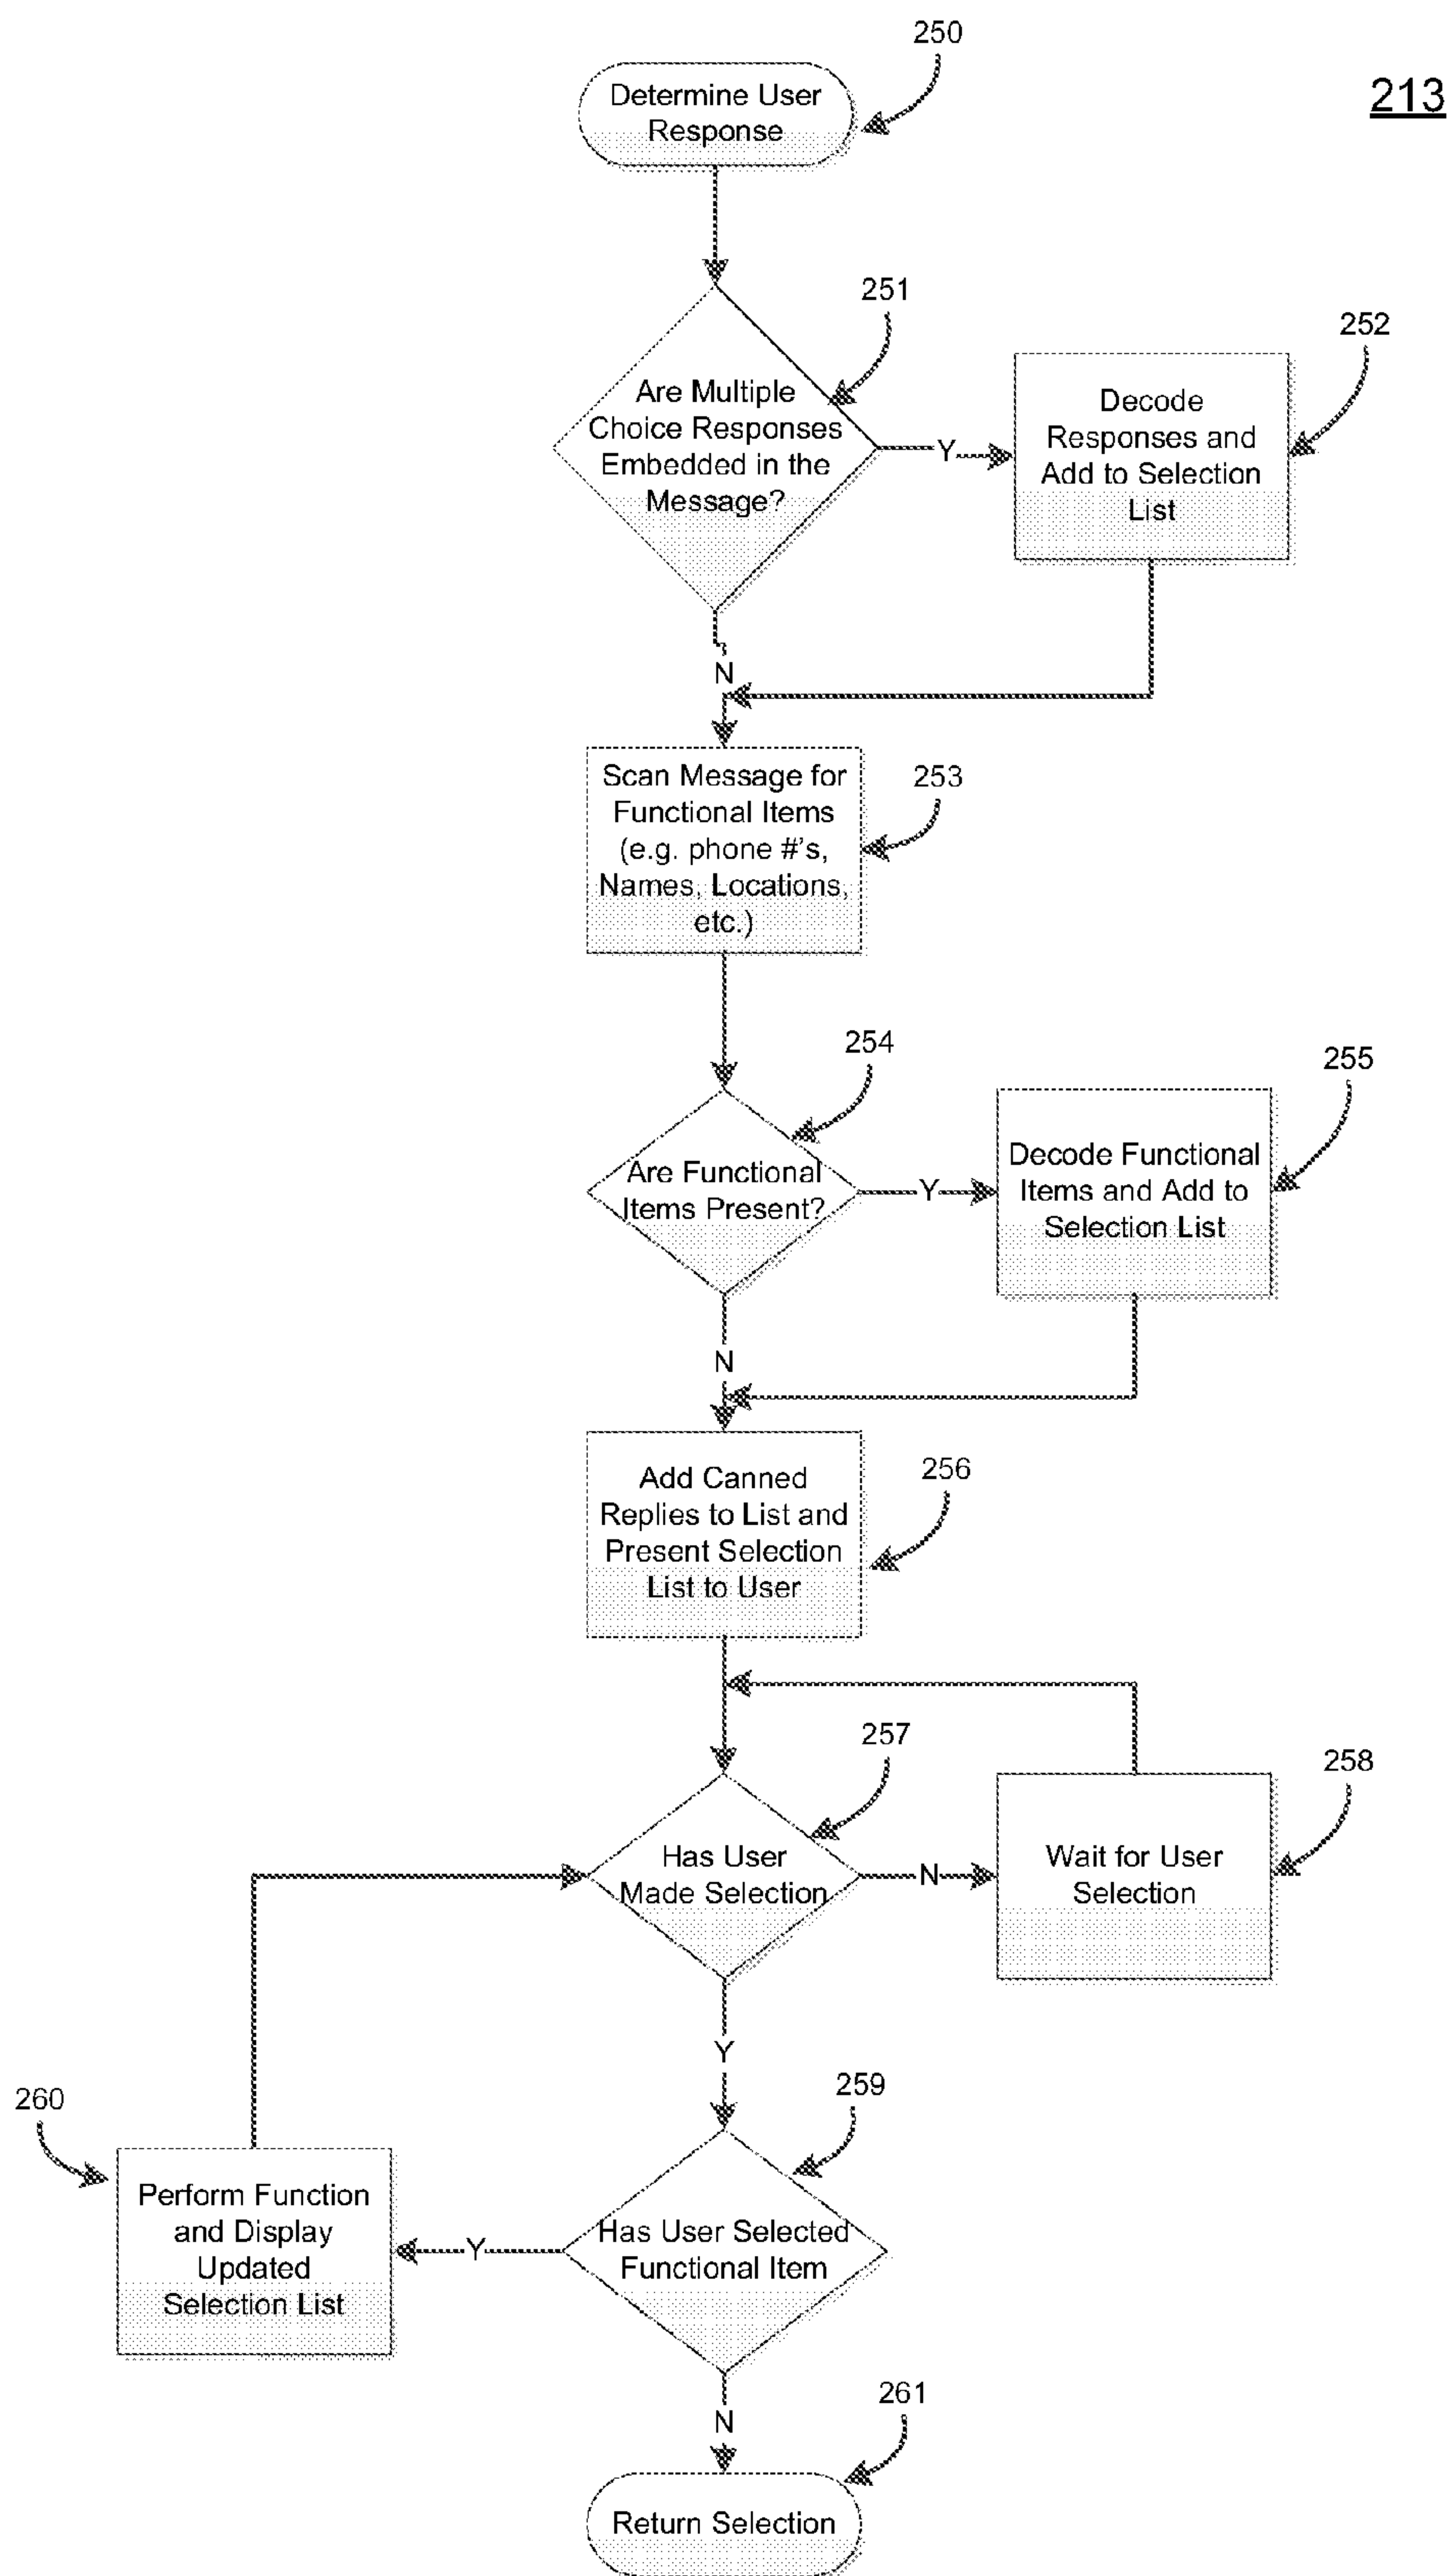 250
213
Determine User
Response
251
252
Are Multiple
Choice Responses
Embedded in the
Message?
Y
Decode
Responses and
Add to Selection
List
N
Scan Message for
Functional Items
(e.g. phone #'s,
Names, Locations,
etc.)
253
254
255
Are Functional
Items Present?
Y
Decode Functional
Items and Add to
Selection List
N
Add Canned
Replies to List and
Present Selection
List to User
256
257
258
Has User
Made Selection
N
Wait for User
Selection
Y
260
259
Perform Function
and Display
Updated
Selection List
Y
Has User Selected
Functional Item
N
261
Return Selection